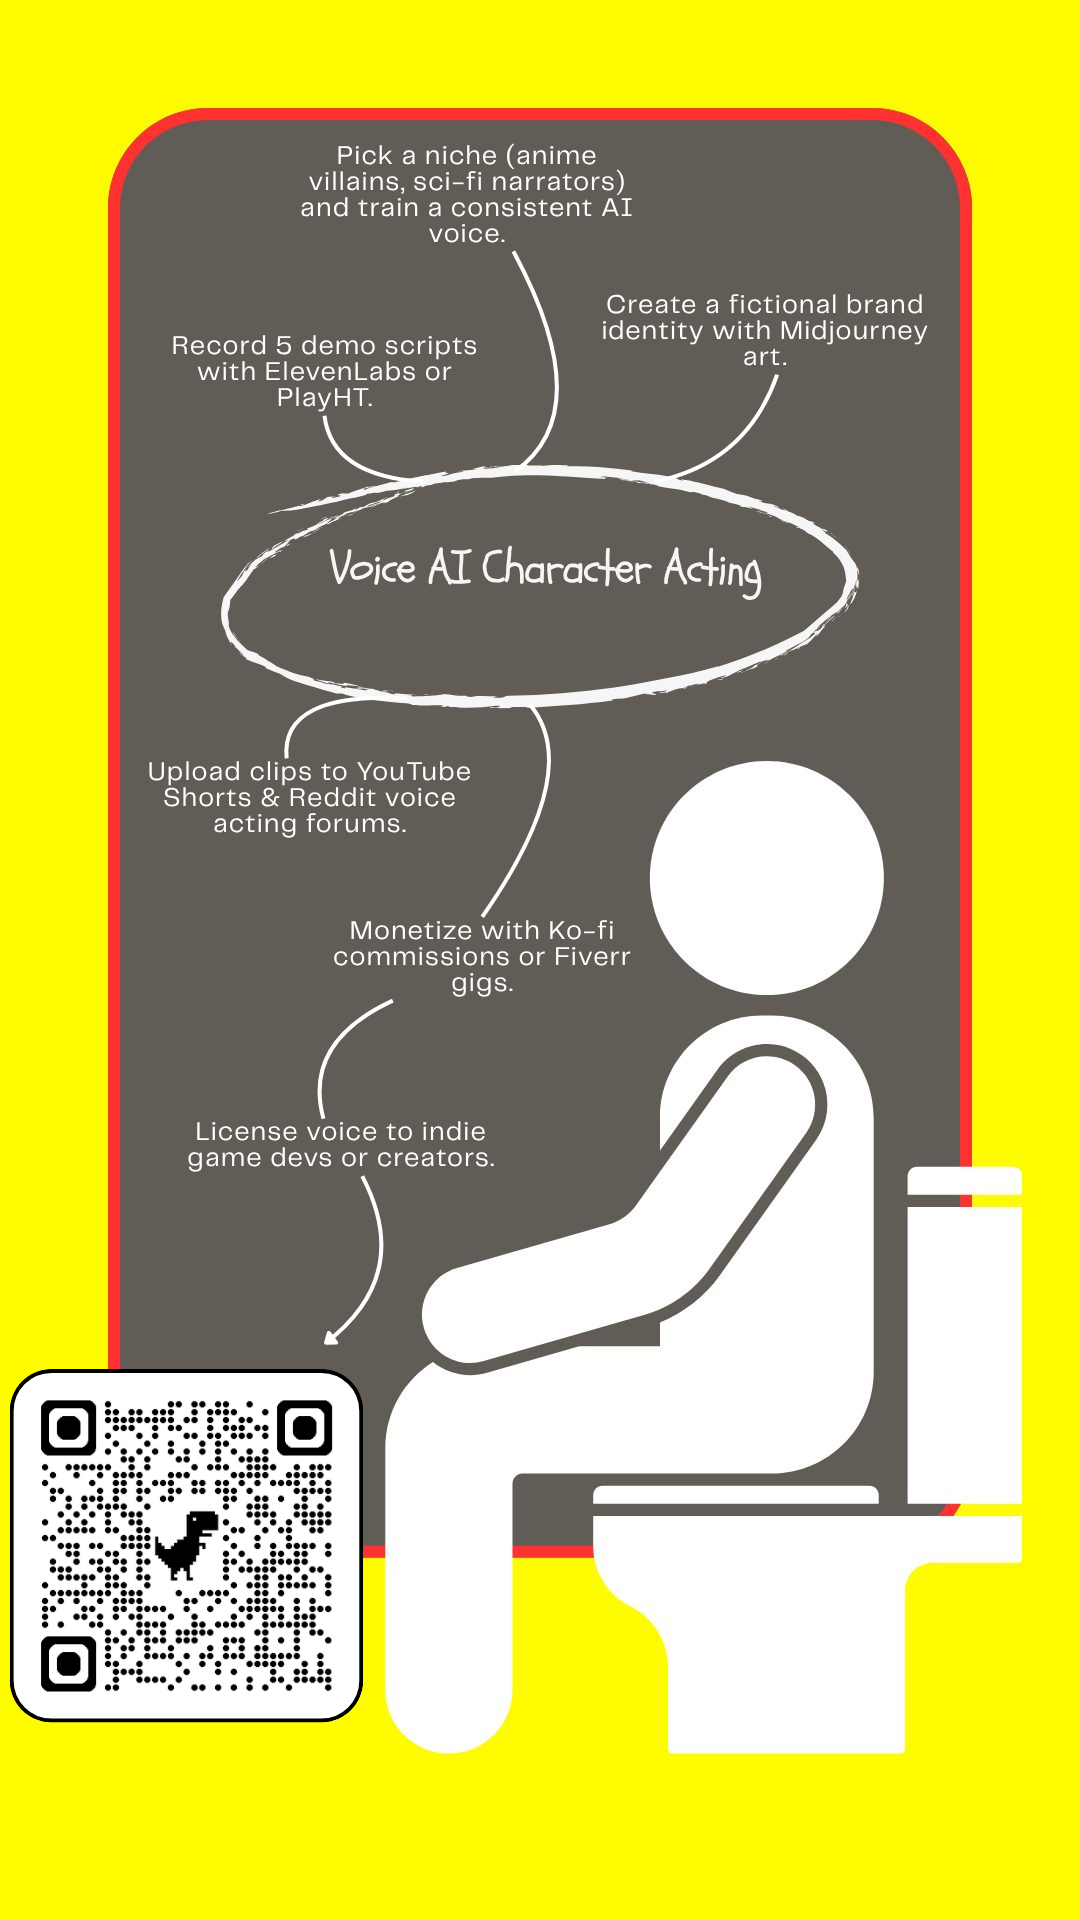 Pick a niche (anime
villains, sci-fi narrators)
and train a consistent AI
voice.
Create a fictional brand
identity with Midjourney
art.
Record 5 demo scripts
with ElevenLabs or
PlayHT.
Voice AI Character Acting
Upload clips to YouTube
Shorts & Reddit voice
acting forums.
Monetize with Ko-fi
commissions or Fiverr
gigs.
License voice to indie
game devs or creators.